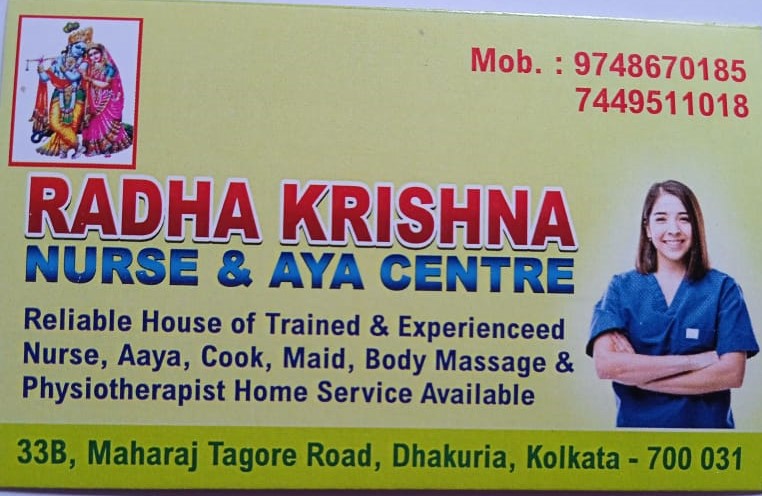 Mob. : 9748670185
7449511018
RADHA KRISHNA
NURSE & AYA CENTRE
Reliable House of Trained & Experienceed
Nurse, Aaya, Cook, Maid, Body Massage &
Physiotherapist Home Service Available
33B, Maharaj Tagore Road, Dhakuria, Kolkata - 700 031